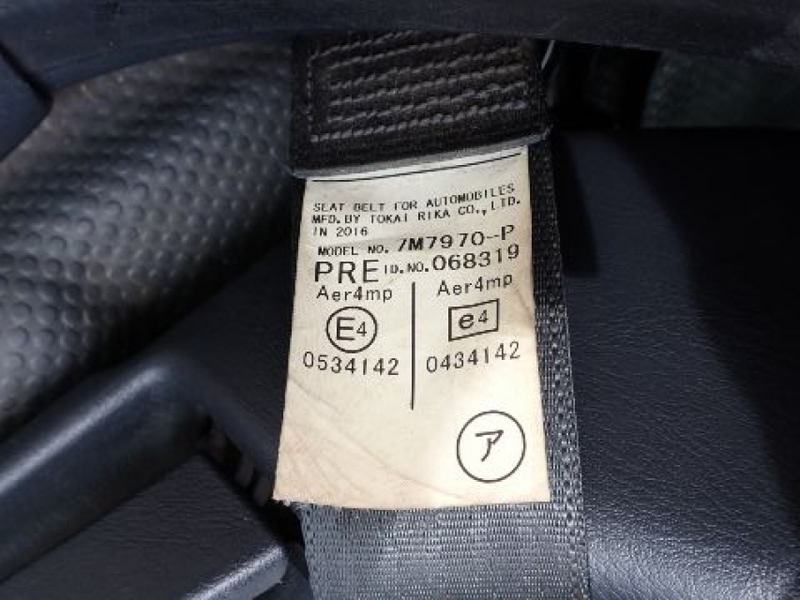 SEAT BELT FOR AUTOMOBILES
MFD. BY TOKAI RIKA CO., LTD.
IN 2016
MODEL NO. 7M7970-P
PRE ID.NO.068319
Aer4mp Aer4mp
E4 e4
0534142 0434142
ア